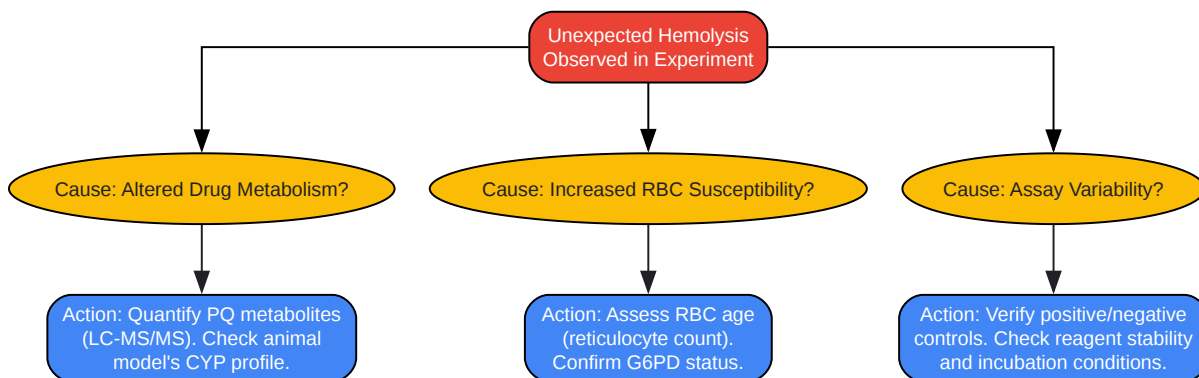 Unexpected Hemolysis
Observed in Experiment
Cause: Altered Drug Metabolism?
Cause: Increased RBC Susceptibility?
Cause: Assay Variability?
Action: Quantify PQ metabolites
(LC-MS/MS). Check animal
model's CYP profile.
Action: Assess RBC age
(reticulocyte count).
Confirm G6PD status.
Action: Verify positive/negative
controls. Check reagent stability
and incubation conditions.